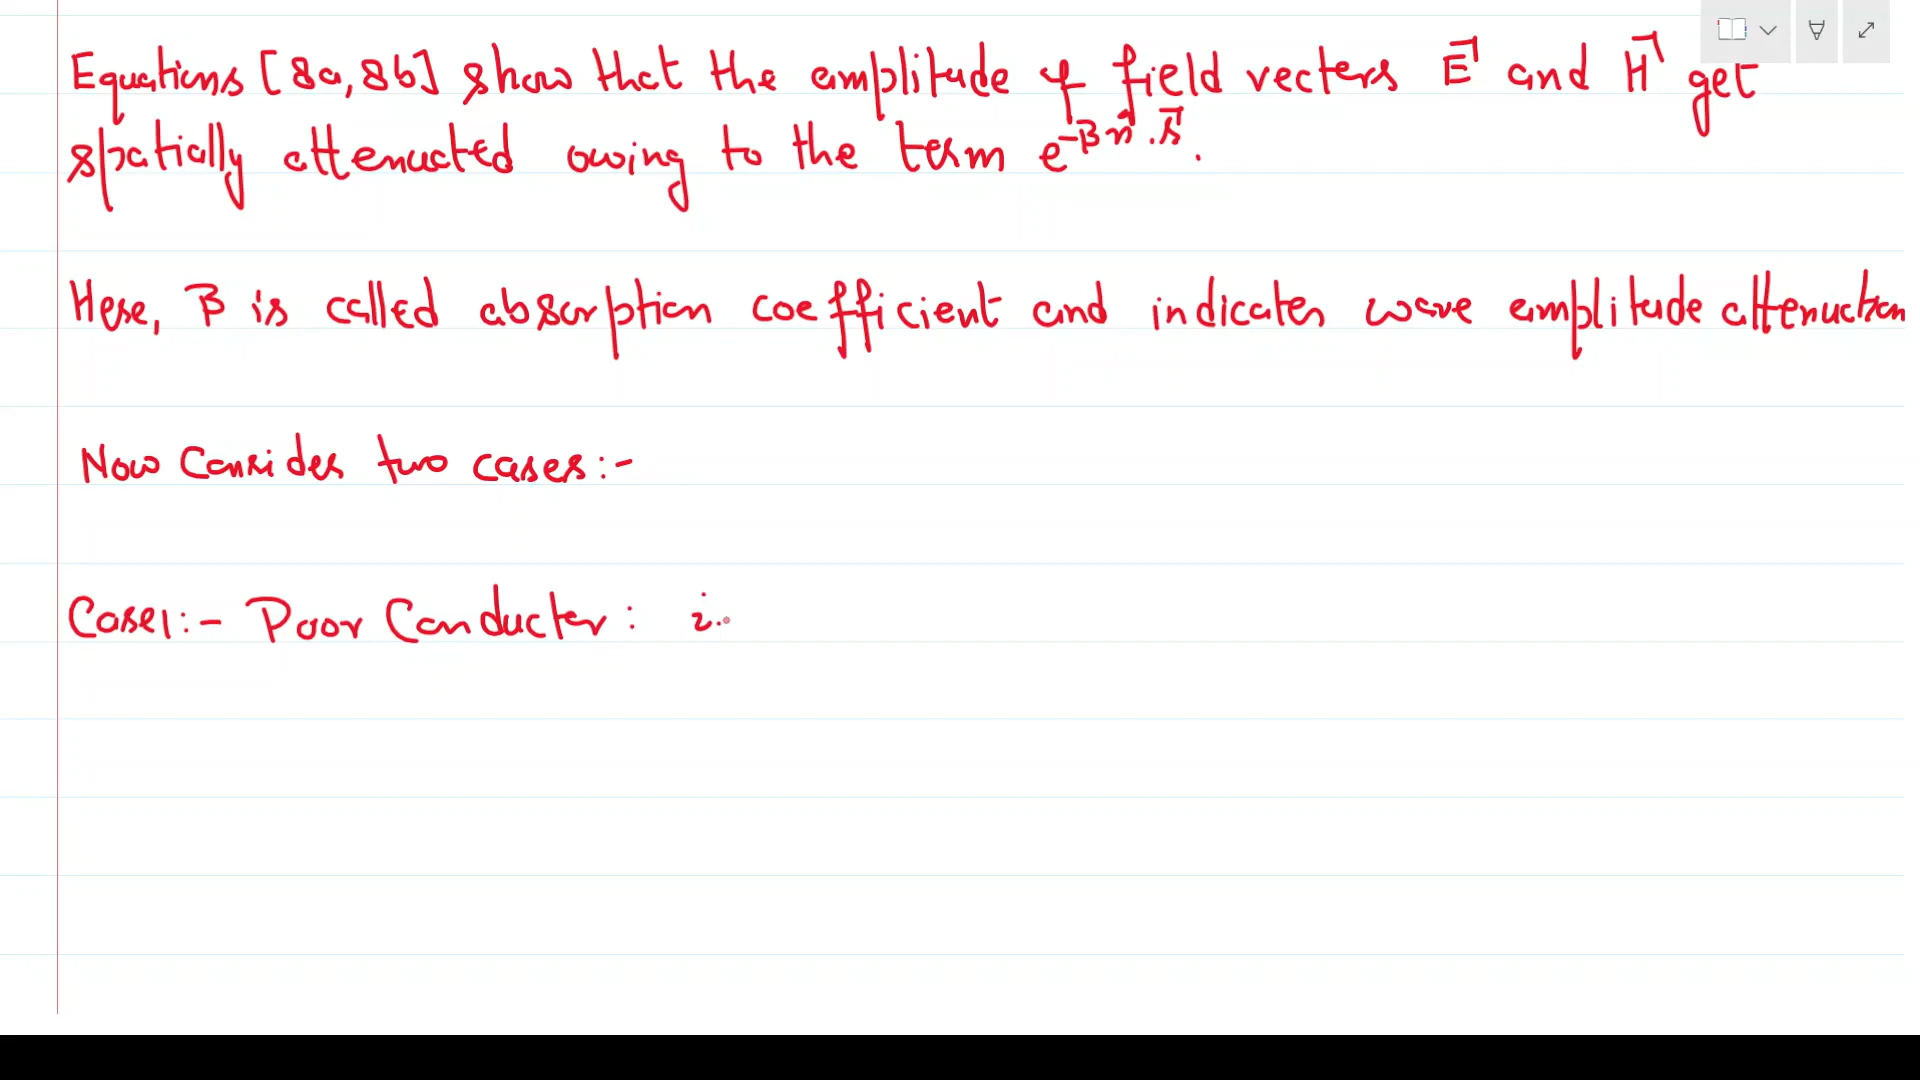 Equations [8a, 8b] show that the amplitude of field vectors E⃗ and H⃗ get
spatially attenuated owing to the term e^{-β n̂ · r⃗}.
Here, β is called absorption coefficient and indicates wave amplitude attenuation
Now Consider two cases:-
Case1:- Poor Conductor: i.